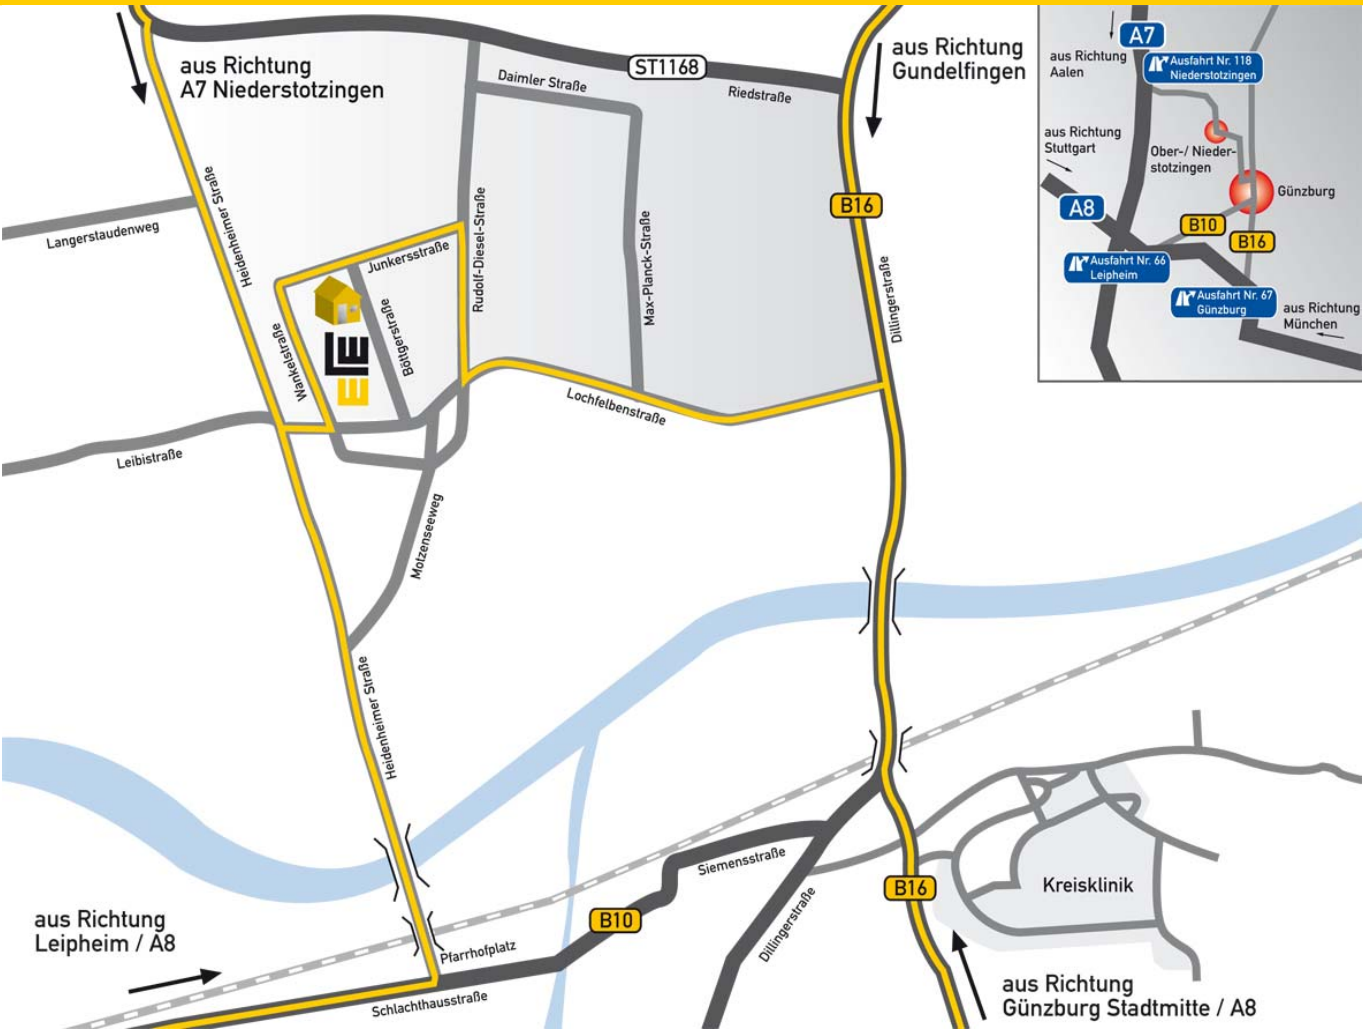 aus Richtung
A7 Niederstotzingen
ST1168
Daimler Straße
Riedstraße
aus Richtung
Gundelfingen
A7
aus Richtung
Aalen
Ausfahrt Nr. 118
Niederstotzingen
aus Richtung
Stuttgart
Ober-/ Nieder-
stotzingen
Günzburg
A8
B10
B16
Ausfahrt Nr. 66
Leipheim
Ausfahrt Nr. 67
Günzburg
aus Richtung
München
Heidenheimer Straße
Langerstaudenweg
Junkersstraße
Rudolf-Diesel-Straße
Max-Planck-Straße
B16
Dillingerstraße
Wankelstraße
Böttgerstraße
ELE
Lochfelbenstraße
Leibistraße
Motzenseeweg
Heidenheimer Straße
Siemensstraße
Dillingerstraße
B16
Kreisklinik
B10
aus Richtung
Leipheim / A8
Pfarrhofplatz
Schlachthausstraße
aus Richtung
Günzburg Stadtmitte / A8